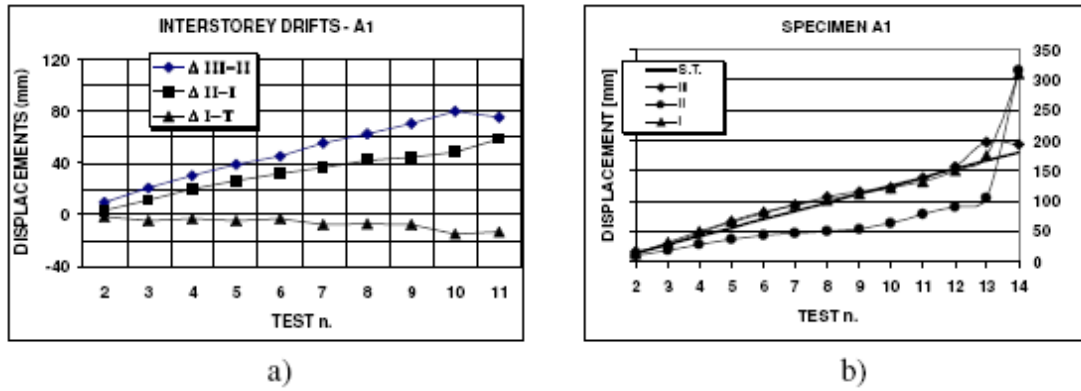 INTERSTOREY DRIFTS - A1
DISPLACEMENTS (mm)
120
80
40
0
-40
Δ III-II
Δ II-I
Δ I-T
2 3 4 5 6 7 8 9 10 11
TEST n.
a)
SPECIMEN A1
DISPLACEMENT [mm]
S.T.
III
II
I
350
300
250
200
150
100
50
0
2 3 4 5 6 7 8 9 10 11 12 13 14
TEST n.
b)